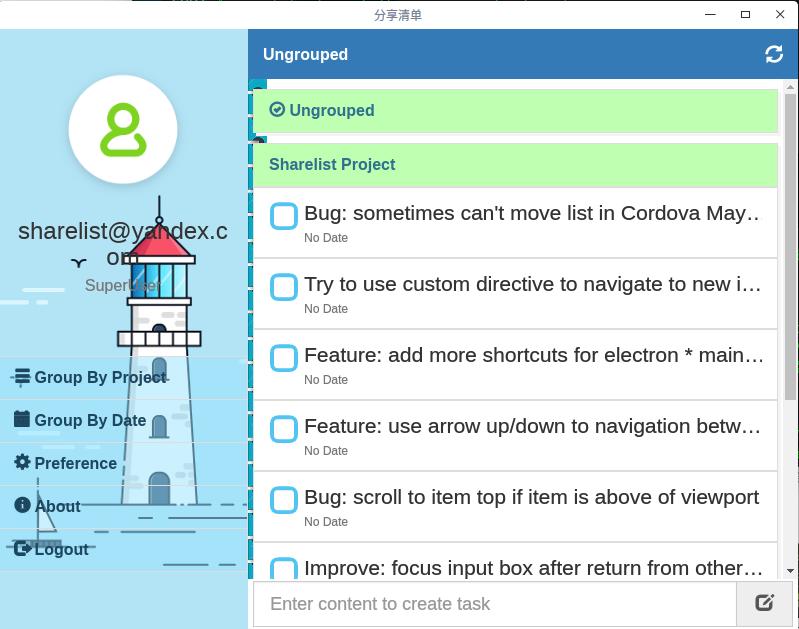 分享清单
sharelist@yandex.c
om
SuperUser
Group By Project
Group By Date
Preference
About
Logout
Ungrouped
Ungrouped
Sharelist Project
Bug: sometimes can't move list in Cordova May…
No Date
Try to use custom directive to navigate to new i…
No Date
Feature: add more shortcuts for electron * main…
No Date
Feature: use arrow up/down to navigation betw…
No Date
Bug: scroll to item top if item is above of viewport
No Date
Improve: focus input box after return from other…
Enter content to create task